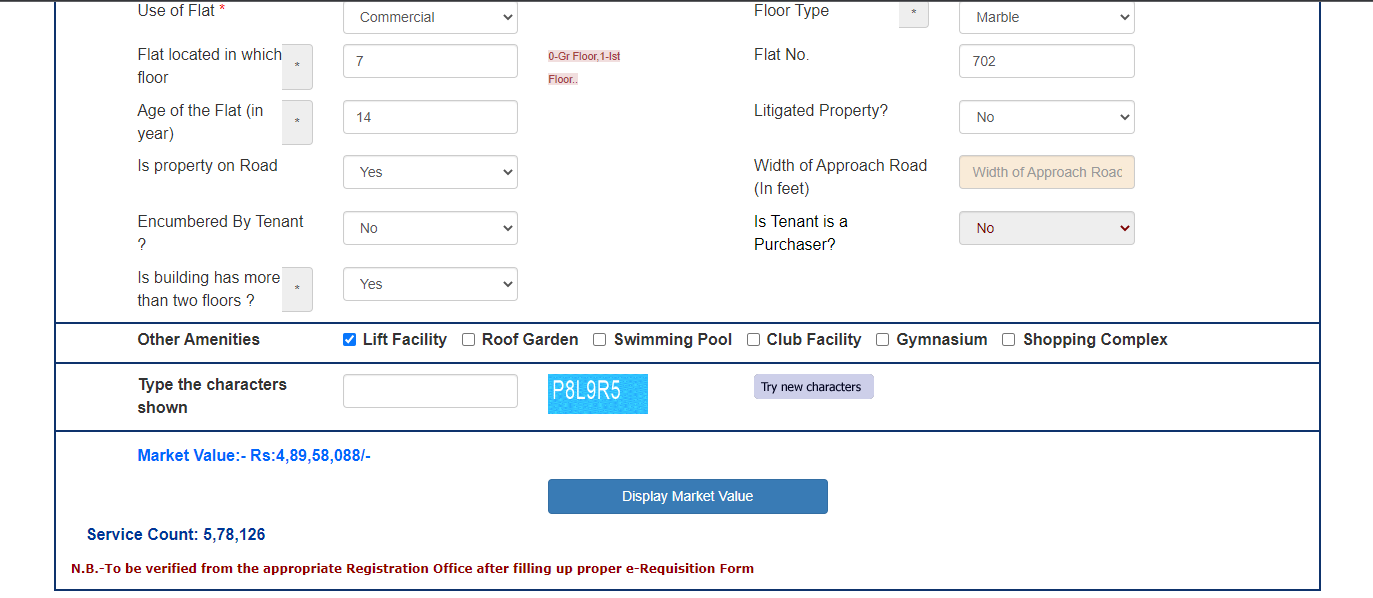 Use of Flat * Commercial Floor Type * Marble
Flat located in which floor * 7 0-Gr Floor,1-Ist Floor.. Flat No. 702
Age of the Flat (in year) * 14 Litigated Property? No
Is property on Road Yes Width of Approach Road (In feet) Width of Approach Roac
Encumbered By Tenant ? No Is Tenant is a Purchaser? No
Is building has more than two floors ? * Yes
Other Amenities Lift Facility Roof Garden Swimming Pool Club Facility Gymnasium Shopping Complex
Type the characters shown P8L9R5 Try new characters
Market Value:- Rs:4,89,58,088/-
Display Market Value
Service Count: 5,78,126
N.B.-To be verified from the appropriate Registration Office after filling up proper e-Requisition Form